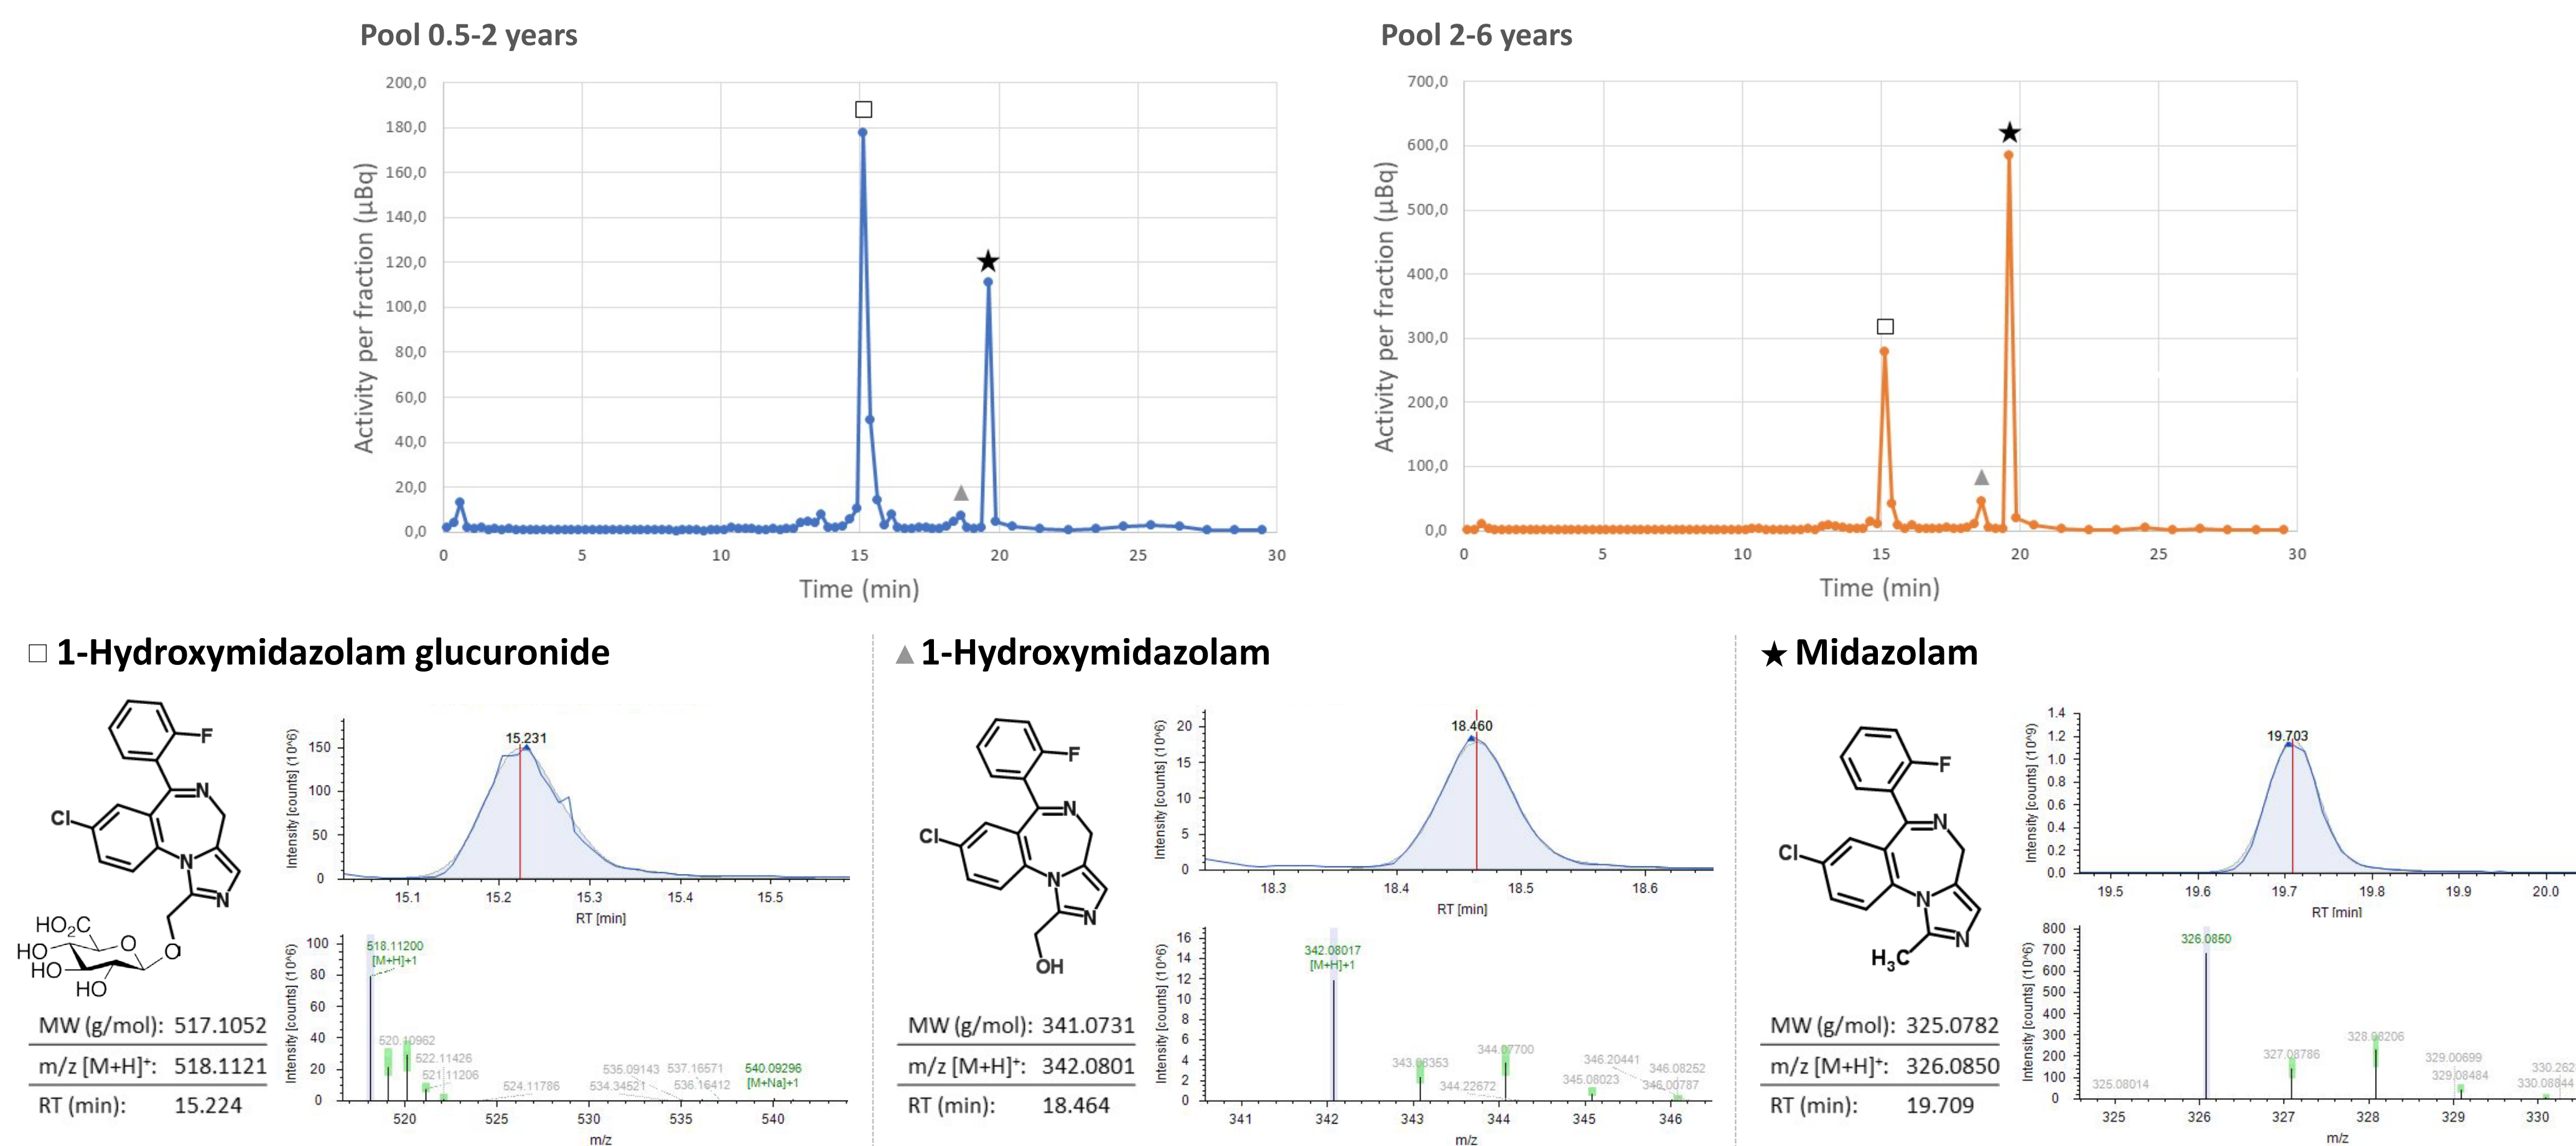 Pool 0.5-2 years
Activity per fraction (µBq)
200,0
180,0
160,0
140,0
120,0
100,0
80,0
60,0
40,0
20,0
0,0
0 5 10 15 20 25 30
Time (min)
Pool 2-6 years
Activity per fraction (µBq)
700,0
600,0
500,0
400,0
300,0
200,0
100,0
0,0
0 5 10 15 20 25 30
Time (min)
1-Hydroxymidazolam glucuronide
F
N
Cl
N
N
HO₂C
O
HO
HO
O
HO
MW (g/mol): 517.1052
m/z [M+H]⁺: 518.1121
RT (min): 15.224
Intensity [counts] (10^6)
150
100
50
0
15.231
15.1 15.2 15.3 15.4 15.5
RT [min]
Intensity [counts] (10^6)
100
80
60
40
20
0
518.11200
[M+H]+1
520.10962
522.11426
521.11206
524.11786
535.09143
534.34521
537.16571
536.16412
540.09296
[M+Na]+1
520 525 530 535 540
m/z
1-Hydroxymidazolam
F
N
Cl
N
N
OH
MW (g/mol): 341.0731
m/z [M+H]⁺: 342.0801
RT (min): 18.464
Intensity [counts] (10^6)
20
15
10
5
0
18.460
18.3 18.4 18.5 18.6
RT [min]
Intensity [counts] (10^6)
16
14
12
10
8
6
4
2
0
342.08017
[M+H]+1
343.08353
344.07700
344.22672
345.08023
346.20441
346.08252
346.00787
341 342 343 344 345 346
m/z
Midazolam
F
N
Cl
N
N
H₃C
MW (g/mol): 325.0782
m/z [M+H]⁺: 326.0850
RT (min): 19.709
Intensity [counts] (10^9)
1.4
1.2
1.0
0.8
0.6
0.4
0.2
0.0
19.703
19.5 19.6 19.7 19.8 19.9 20.0
RT [min]
Intensity [counts] (10^6)
800
700
600
500
400
300
200
100
0
325.08014
326.0850
327.08786
328.08206
329.00699
329.08484
330.262
330.08844
325 326 327 328 329 330
m/z